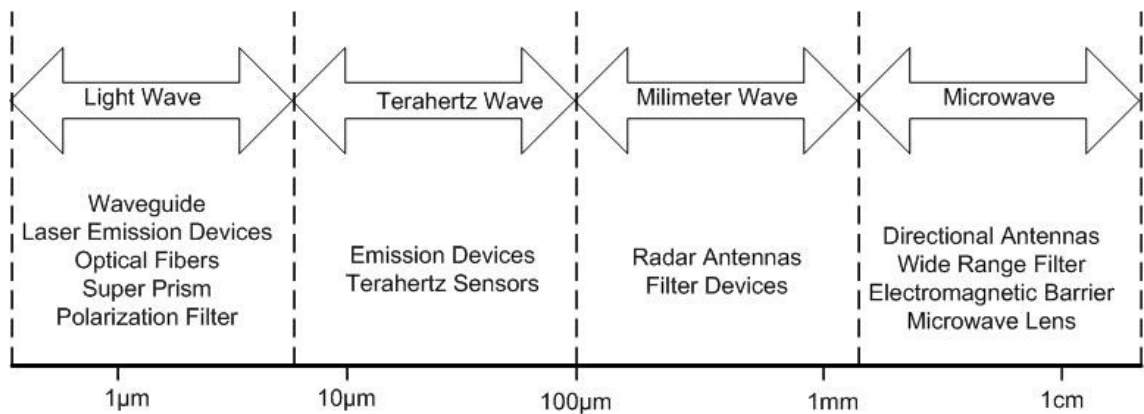 Light Wave
Terahertz Wave
Milimeter Wave
Microwave
Waveguide
Laser Emission Devices
Optical Fibers
Super Prism
Polarization Filter
Emission Devices
Terahertz Sensors
Radar Antennas
Filter Devices
Directional Antennas
Wide Range Filter
Electromagnetic Barrier
Microwave Lens
1μm
10μm
100μm
1mm
1cm